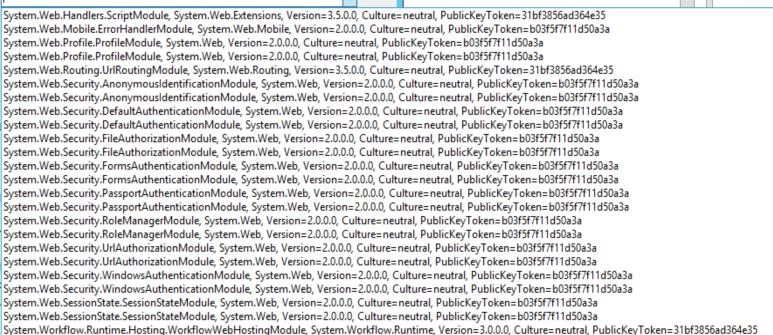 System.Web.Handlers.ScriptModule, System.Web.Extensions, Version=3.5.0.0, Culture=neutral, PublicKeyToken=31bf3856ad364e35
System.Web.Mobile.ErrorHandlerModule, System.Web.Mobile, Version=2.0.0.0, Culture=neutral, PublicKeyToken=b03f5f7f11d50a3a
System.Web.Profile.ProfileModule, System.Web, Version=2.0.0.0, Culture=neutral, PublicKeyToken=b03f5f7f11d50a3a
System.Web.Profile.ProfileModule, System.Web, Version=2.0.0.0, Culture=neutral, PublicKeyToken=b03f5f7f11d50a3a
System.Web.Routing.UrlRoutingModule, System.Web.Routing, Version=3.5.0.0, Culture=neutral, PublicKeyToken=31bf3856ad364e35
System.Web.Security.AnonymousIdentificationModule, System.Web, Version=2.0.0.0, Culture=neutral, PublicKeyToken=b03f5f7f11d50a3a
System.Web.Security.AnonymousIdentificationModule, System.Web, Version=2.0.0.0, Culture=neutral, PublicKeyToken=b03f5f7f11d50a3a
System.Web.Security.DefaultAuthenticationModule, System.Web, Version=2.0.0.0, Culture=neutral, PublicKeyToken=b03f5f7f11d50a3a
System.Web.Security.DefaultAuthenticationModule, System.Web, Version=2.0.0.0, Culture=neutral, PublicKeyToken=b03f5f7f11d50a3a
System.Web.Security.FileAuthorizationModule, System.Web, Version=2.0.0.0, Culture=neutral, PublicKeyToken=b03f5f7f11d50a3a
System.Web.Security.FileAuthorizationModule, System.Web, Version=2.0.0.0, Culture=neutral, PublicKeyToken=b03f5f7f11d50a3a
System.Web.Security.FormsAuthenticationModule, System.Web, Version=2.0.0.0, Culture=neutral, PublicKeyToken=b03f5f7f11d50a3a
System.Web.Security.FormsAuthenticationModule, System.Web, Version=2.0.0.0, Culture=neutral, PublicKeyToken=b03f5f7f11d50a3a
System.Web.Security.PassportAuthenticationModule, System.Web, Version=2.0.0.0, Culture=neutral, PublicKeyToken=b03f5f7f11d50a3a
System.Web.Security.PassportAuthenticationModule, System.Web, Version=2.0.0.0, Culture=neutral, PublicKeyToken=b03f5f7f11d50a3a
System.Web.Security.RoleManagerModule, System.Web, Version=2.0.0.0, Culture=neutral, PublicKeyToken=b03f5f7f11d50a3a
System.Web.Security.RoleManagerModule, System.Web, Version=2.0.0.0, Culture=neutral, PublicKeyToken=b03f5f7f11d50a3a
System.Web.Security.UrlAuthorizationModule, System.Web, Version=2.0.0.0, Culture=neutral, PublicKeyToken=b03f5f7f11d50a3a
System.Web.Security.UrlAuthorizationModule, System.Web, Version=2.0.0.0, Culture=neutral, PublicKeyToken=b03f5f7f11d50a3a
System.Web.Security.WindowsAuthenticationModule, System.Web, Version=2.0.0.0, Culture=neutral, PublicKeyToken=b03f5f7f11d50a3a
System.Web.Security.WindowsAuthenticationModule, System.Web, Version=2.0.0.0, Culture=neutral, PublicKeyToken=b03f5f7f11d50a3a
System.Web.SessionState.SessionStateModule, System.Web, Version=2.0.0.0, Culture=neutral, PublicKeyToken=b03f5f7f11d50a3a
System.Web.SessionState.SessionStateModule, System.Web, Version=2.0.0.0, Culture=neutral, PublicKeyToken=b03f5f7f11d50a3a
System.Workflow.Runtime.Hosting.WorkflowWebHostingModule, System.Workflow.Runtime, Version=3.0.0.0, Culture=neutral, PublicKeyToken=31bf3856ad364e35